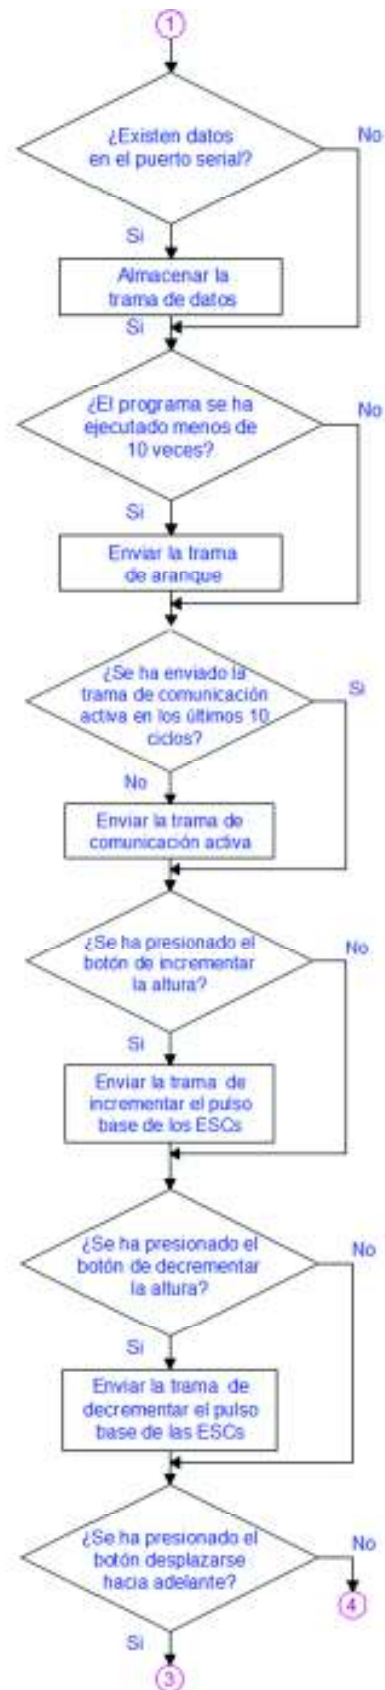 1
¿Existen datos
en el puerto serial?
No
Si
Almacenar la
trama de datos
Si
¿El programa se ha
ejecutado menos de
10 veces?
No
Si
Enviar la trama
de aranque
¿Se ha enviado la
trama de comunicación
activa en los últimos 10
ciclos?
Si
No
Enviar la trama de
comunicación activa
¿Se ha presionado el
botón de incrementar
la altura?
No
Si
Enviar la trama de
incrementar el pulso
base de los ESCs
¿Se ha presionado el
botón de decrementar
la altura?
No
Si
Enviar la trama de
decrementar el pulso
base de las ESCs
¿Se ha presionado el
botón desplazarse
hacia adelante?
No
4
Si
3